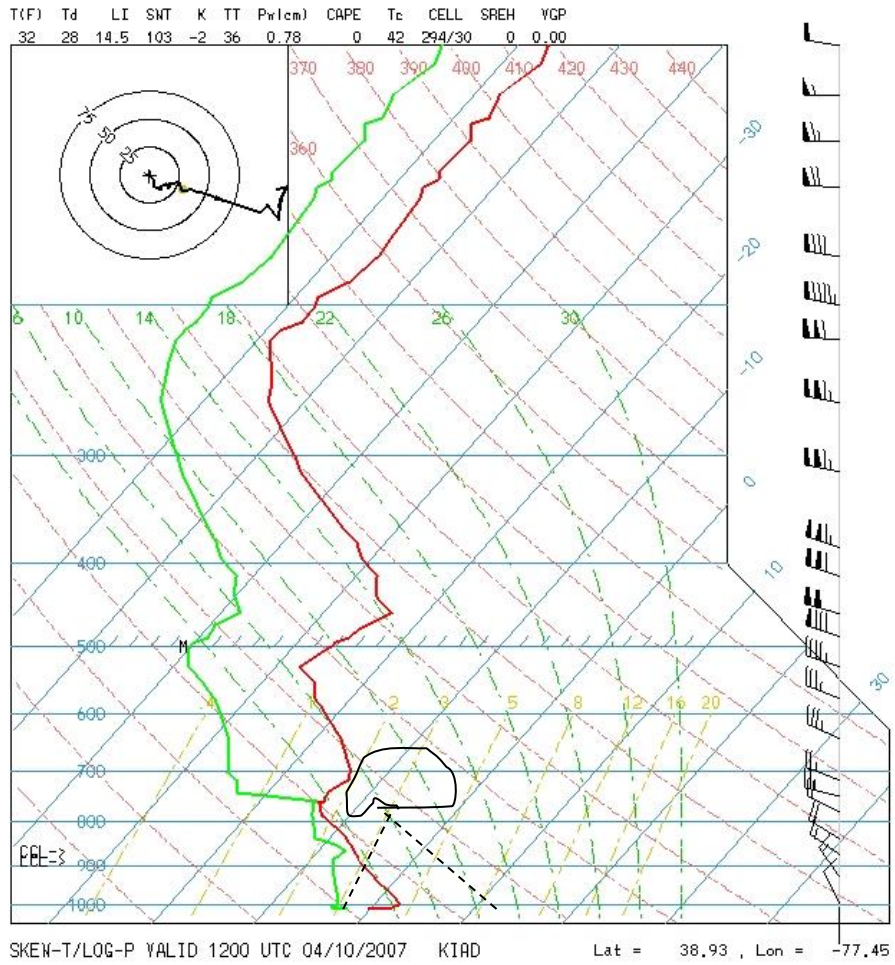 T(F) Td LI SWT K TT Pw(cm) CAPE Tc CELL SREH VGP
32 28 14.5 103 -2 36 0.78 0 42 294/30 0 0.00
370 380 390 400 410 420 430 440
75 50 25
360
-30
-20
6 10 14 18 22 26 30
-10
300
0
400
10
M 500
30
600
4 1 2 3 5 8 12 16 20
700
800
900
1000
SKEW-T/LOG-P VALID 1200 UTC 04/10/2007 KIAD Lat = 38.93 , Lon = -77.45